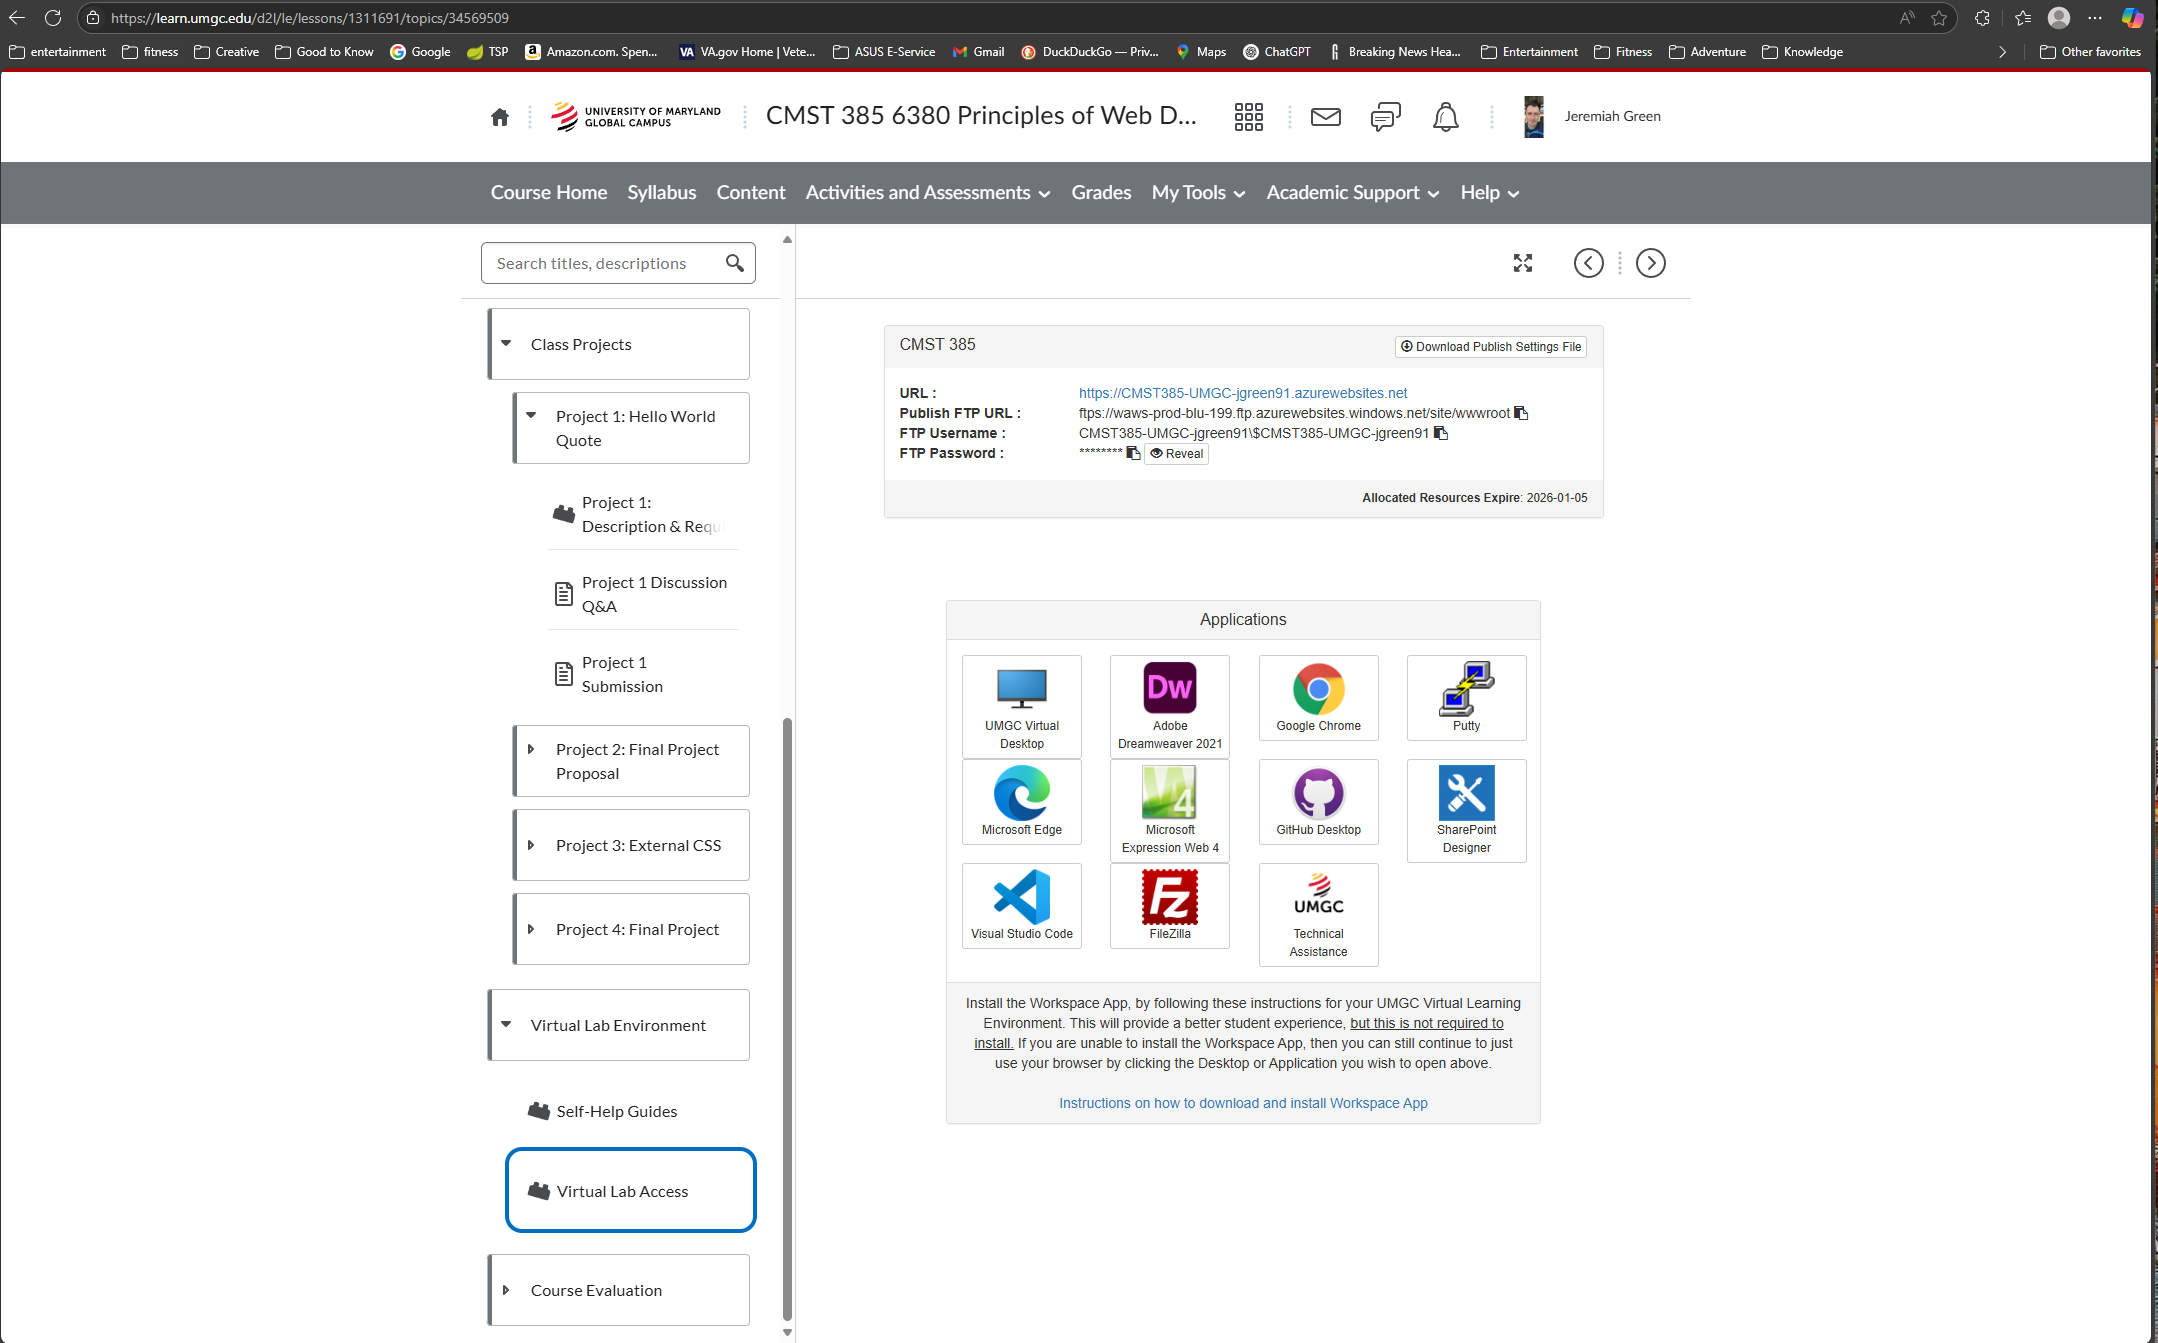 https://learn.umgc.edu/d2l/le/lessons/1311691/topics/34569509
entertainment fitness Creative Good to Know Google TSP Amazon.com. Spen... VA VA.gov Home | Vete... ASUS E-Service Gmail DuckDuckGo — Priv... Maps ChatGPT Breaking News Hea... Entertainment Fitness Adventure Knowledge Other favorites
UNIVERSITY OF MARYLAND
GLOBAL CAMPUS
CMST 385 6380 Principles of Web D...
Jeremiah Green
Course Home Syllabus Content Activities and Assessments Grades My Tools Academic Support Help
Search titles, descriptions
Class Projects
Project 1: Hello World
Quote
Project 1:
Description & Requ
Project 1 Discussion
Q&A
Project 1
Submission
Project 2: Final Project
Proposal
Project 3: External CSS
Project 4: Final Project
Virtual Lab Environment
Self-Help Guides
Virtual Lab Access
Course Evaluation
CMST 385
Download Publish Settings File
URL : https://CMST385-UMGC-jgreen91.azurewebsites.net
Publish FTP URL : ftps://waws-prod-blu-199.ftp.azurewebsites.windows.net/site/wwwroot
FTP Username : CMST385-UMGC-jgreen91\$CMST385-UMGC-jgreen91
FTP Password : ******** Reveal
Allocated Resources Expire: 2026-01-05
Applications
UMGC Virtual
Desktop
Dw
Adobe
Dreamweaver 2021
Google Chrome
Putty
Microsoft Edge
4
Microsoft
Expression Web 4
GitHub Desktop
SharePoint
Designer
Visual Studio Code
Fz
FileZilla
UMGC
Technical
Assistance
Install the Workspace App, by following these instructions for your UMGC Virtual Learning
Environment. This will provide a better student experience, but this is not required to
install. If you are unable to install the Workspace App, then you can still continue to just
use your browser by clicking the Desktop or Application you wish to open above.
Instructions on how to download and install Workspace App